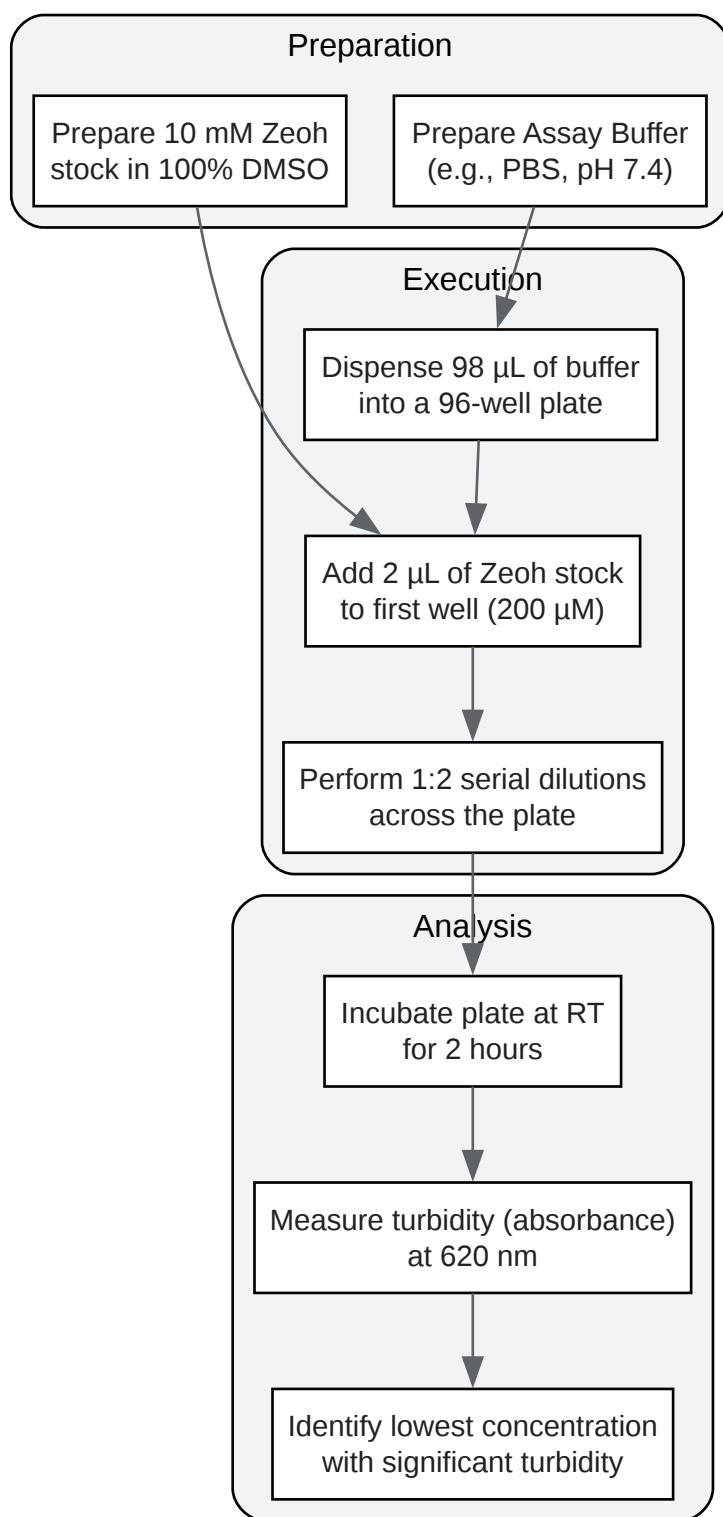 Preparation
Prepare 10 mM Zeoh
stock in 100% DMSO
Prepare Assay Buffer
(e.g., PBS, pH 7.4)
Execution
Dispense 98 µL of buffer
into a 96-well plate
Add 2 µL of Zeoh stock
to first well (200 µM)
Perform 1:2 serial dilutions
across the plate
Analysis
Incubate plate at RT
for 2 hours
Measure turbidity (absorbance)
at 620 nm
Identify lowest concentration
with significant turbidity